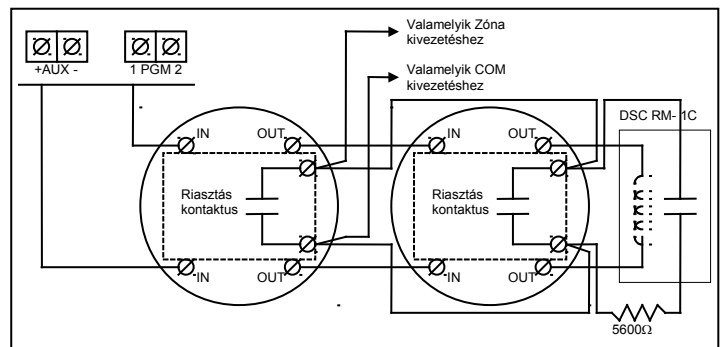 Valamelyik Zóna
kivezetéshez
+AUX -
1 PGM 2
Valamelyik COM
kivezetéshez
DSC RM- 1C
IN
OUT
IN
OUT
Riasztás
kontaktus
Riasztás
kontaktus
IN
OUT
IN
OUT
5600Ω